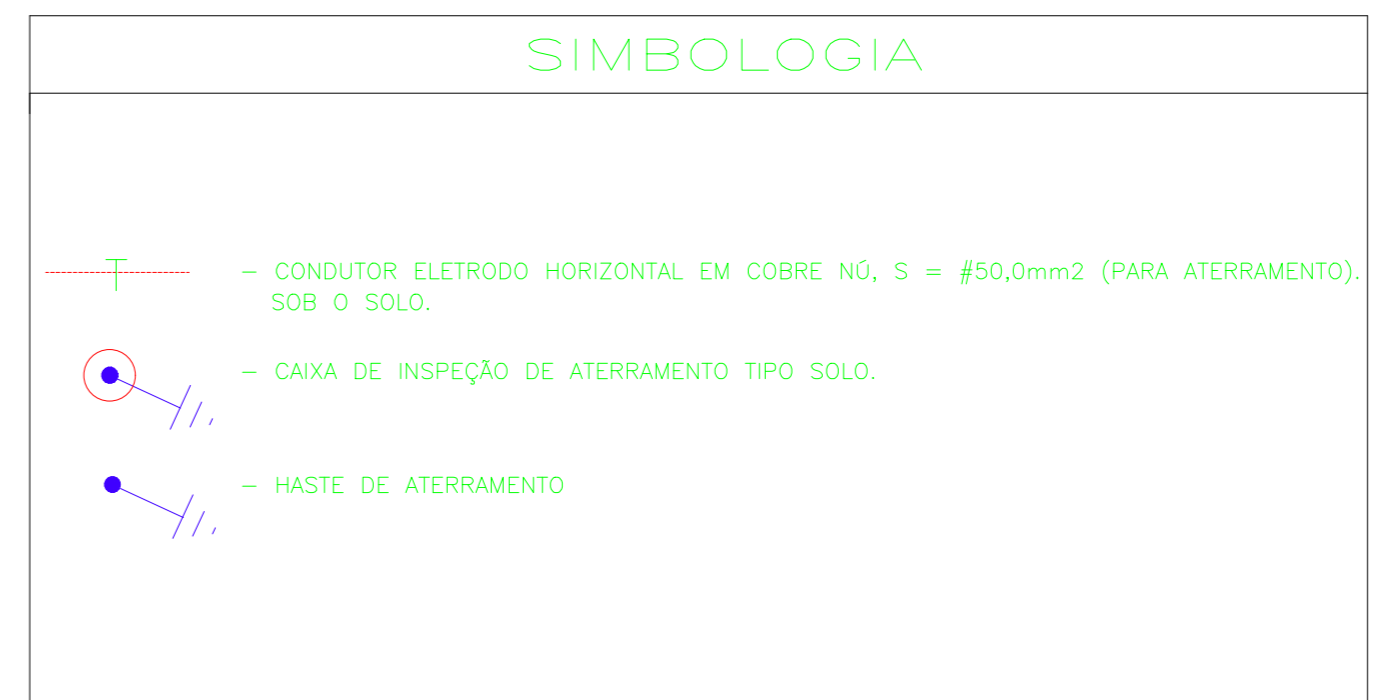 SIMBOLOGIA
T
– CONDUTOR ELETRODO HORIZONTAL EM COBRE NÚ, S = #50,0mm2 (PARA ATERRAMENTO).
SOB O SOLO.
– CAIXA DE INSPEÇÃO DE ATERRAMENTO TIPO SOLO.
– HASTE DE ATERRAMENTO